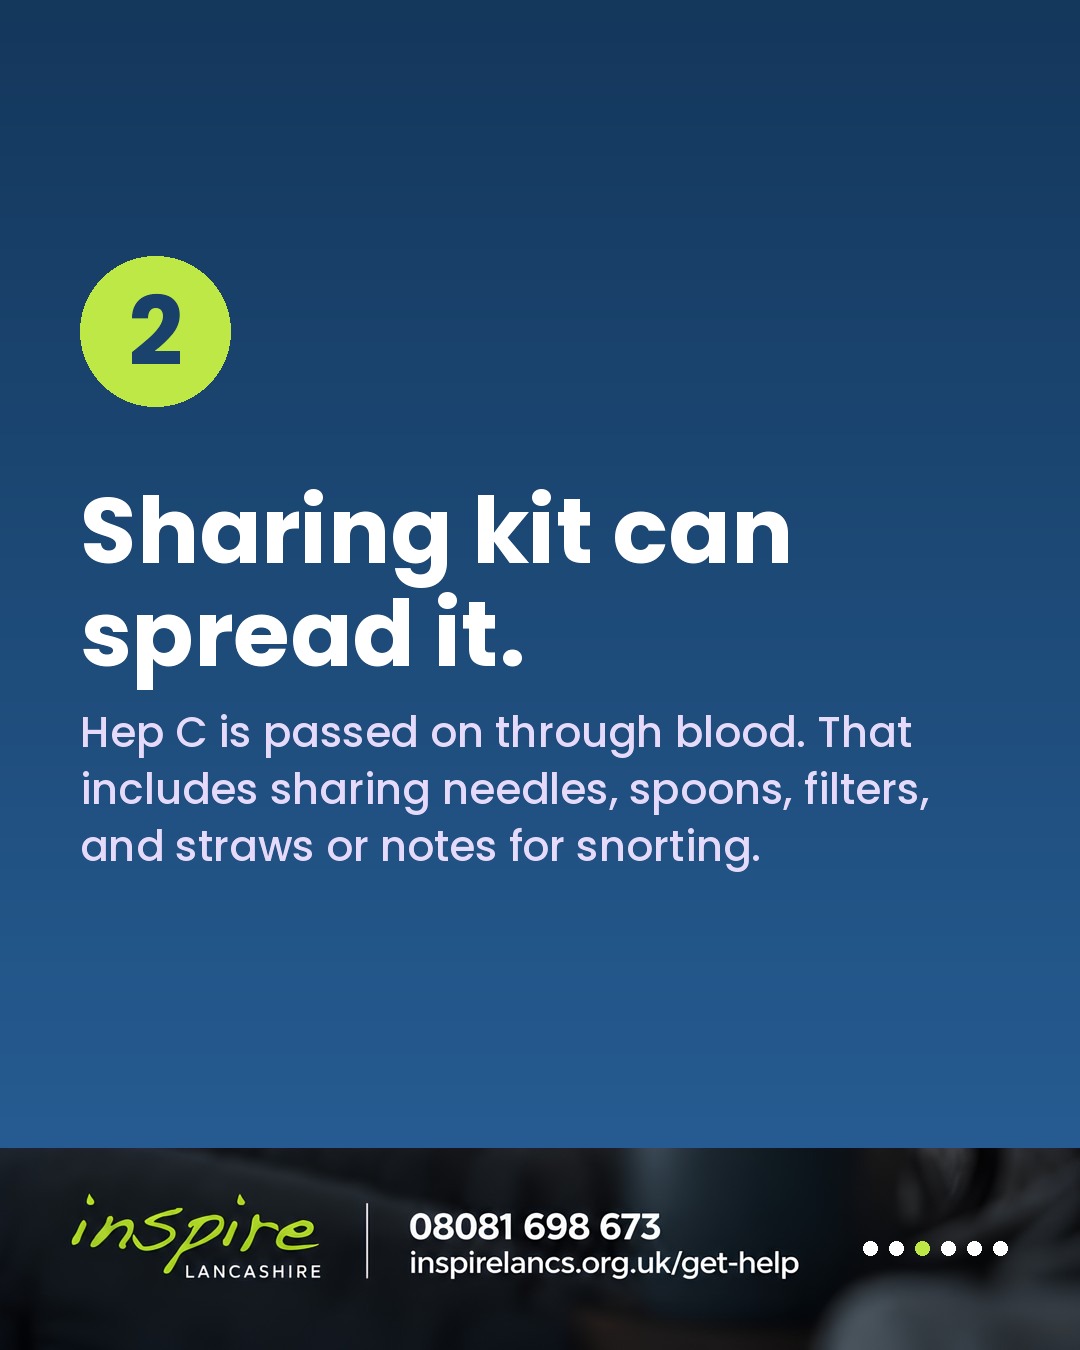 2
Sharing kit can
spread it.
Hep C is passed on through blood. That
includes sharing needles, spoons, filters,
and straws or notes for snorting.
inspire
LANCASHIRE
08081 698 673
inspirelancs.org.uk/get-help